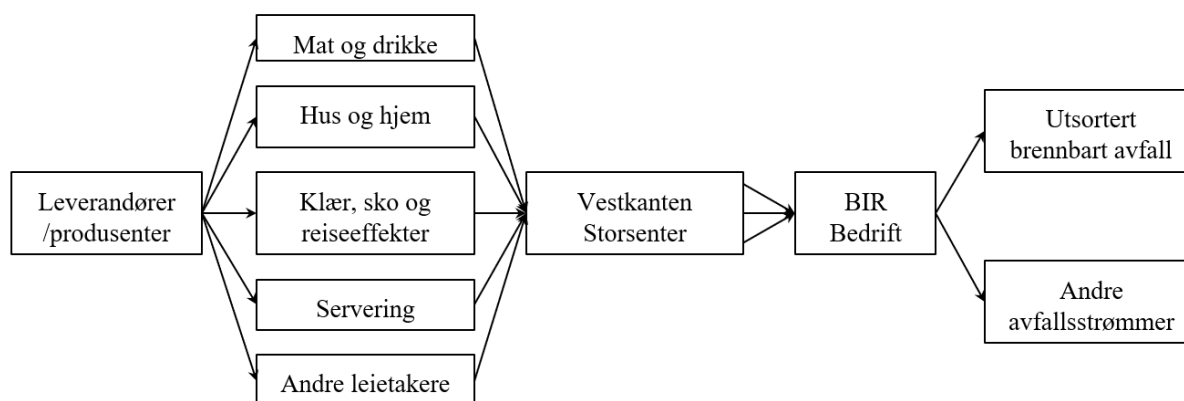 Leverandører
/produsenter
Mat og drikke
Hus og hjem
Klær, sko og
reiseeffekter
Servering
Andre leietakere
Vestkanten
Storsenter
BIR
Bedrift
Utsortert
brennbart avfall
Andre
avfallsstrømmer